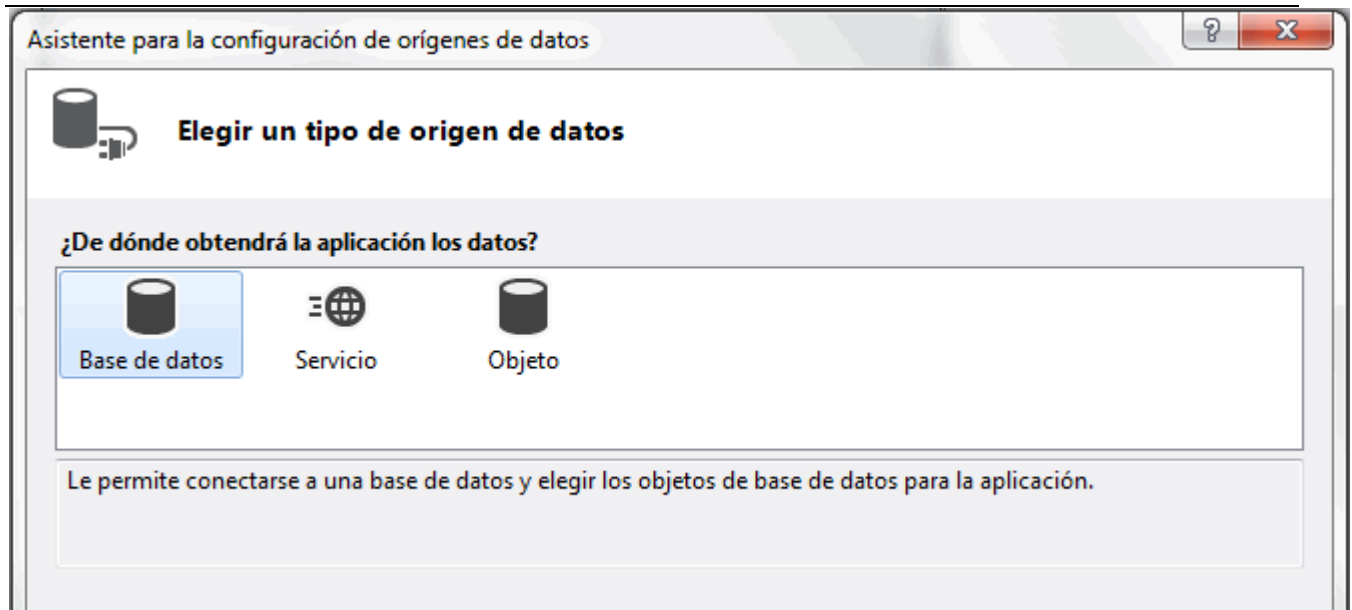 Asistente para la configuración de orígenes de datos
Elegir un tipo de origen de datos
¿De dónde obtendrá la aplicación los datos?
Base de datos
Servicio
Objeto
Le permite conectarse a una base de datos y elegir los objetos de base de datos para la aplicación.